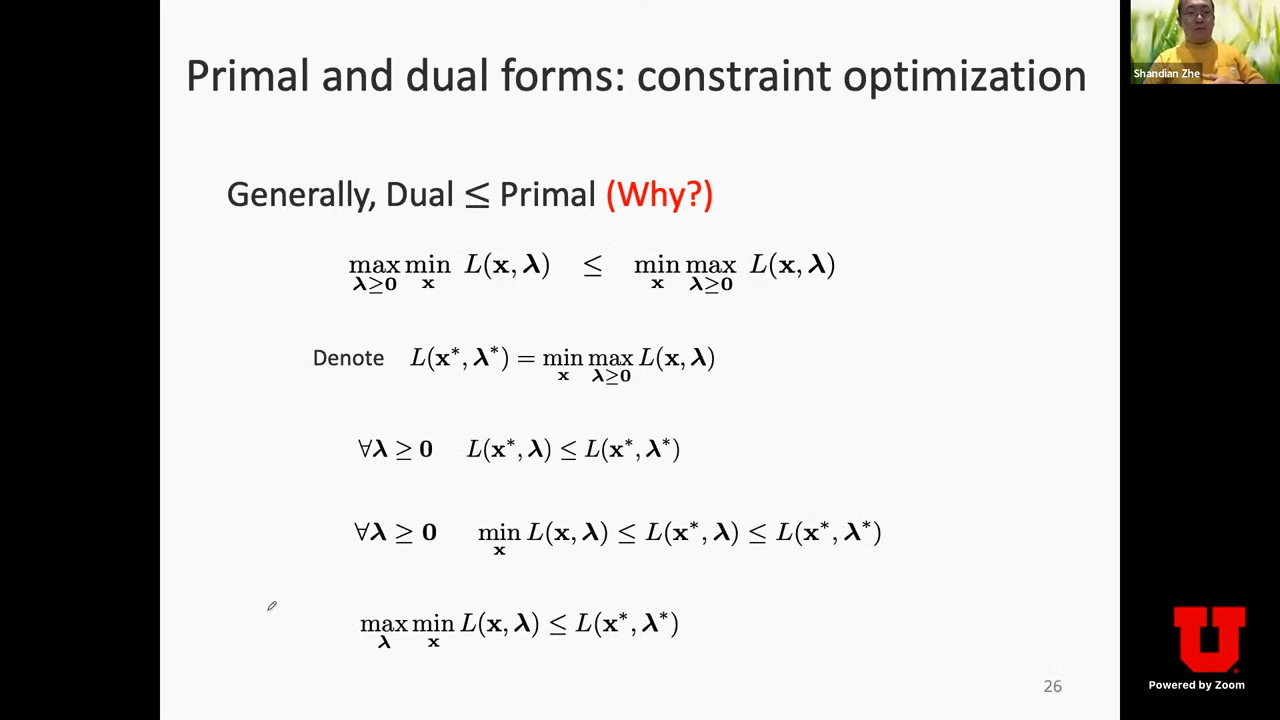 Primal and dual forms: constraint optimization
Shandian Zhe
Generally, Dual ≤ Primal (Why?)
max_{λ≥0} min_x L(x, λ) ≤ min_x max_{λ≥0} L(x, λ)
Denote L(x*, λ*) = min_x max_{λ≥0} L(x, λ)
∀λ ≥ 0 L(x*, λ) ≤ L(x*, λ*)
∀λ ≥ 0 min_x L(x, λ) ≤ L(x*, λ) ≤ L(x*, λ*)
max_λ min_x L(x, λ) ≤ L(x*, λ*)
26
U
Powered by Zoom